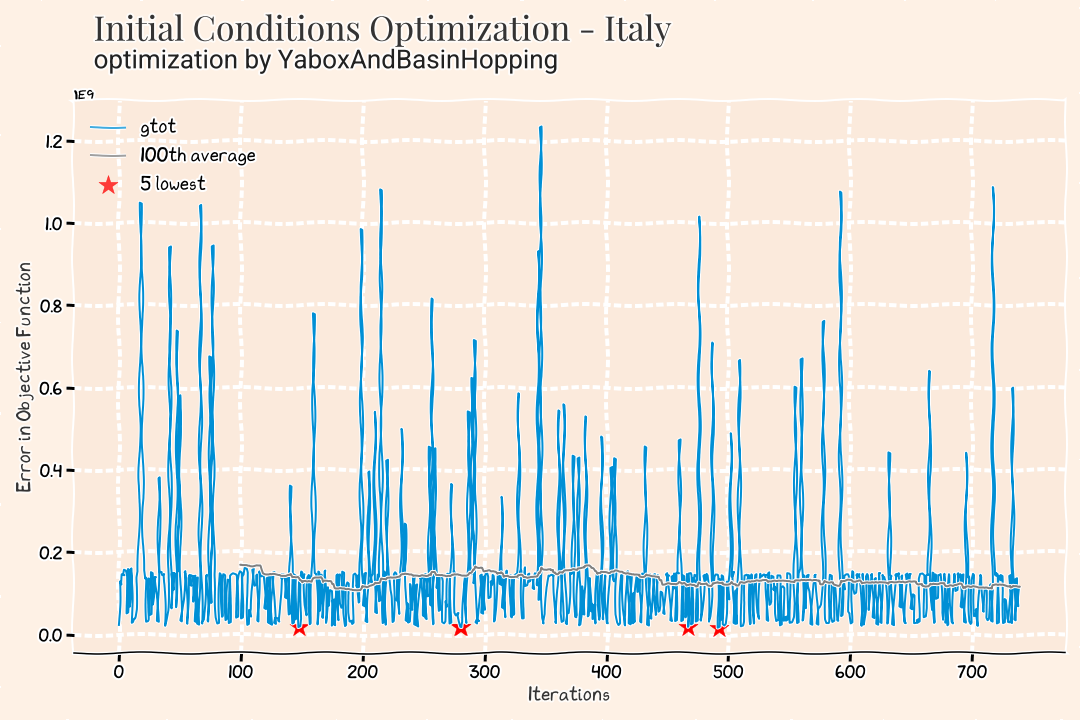 Initial Conditions Optimization - Italy
optimization by YaboxAndBasinHopping
1E9
gtot
100th average
5 lowest
1.2
1.0
0.8
0.6
0.4
0.2
0.0
Error in Objective Function
0 100 200 300 400 500 600 700
Iterations